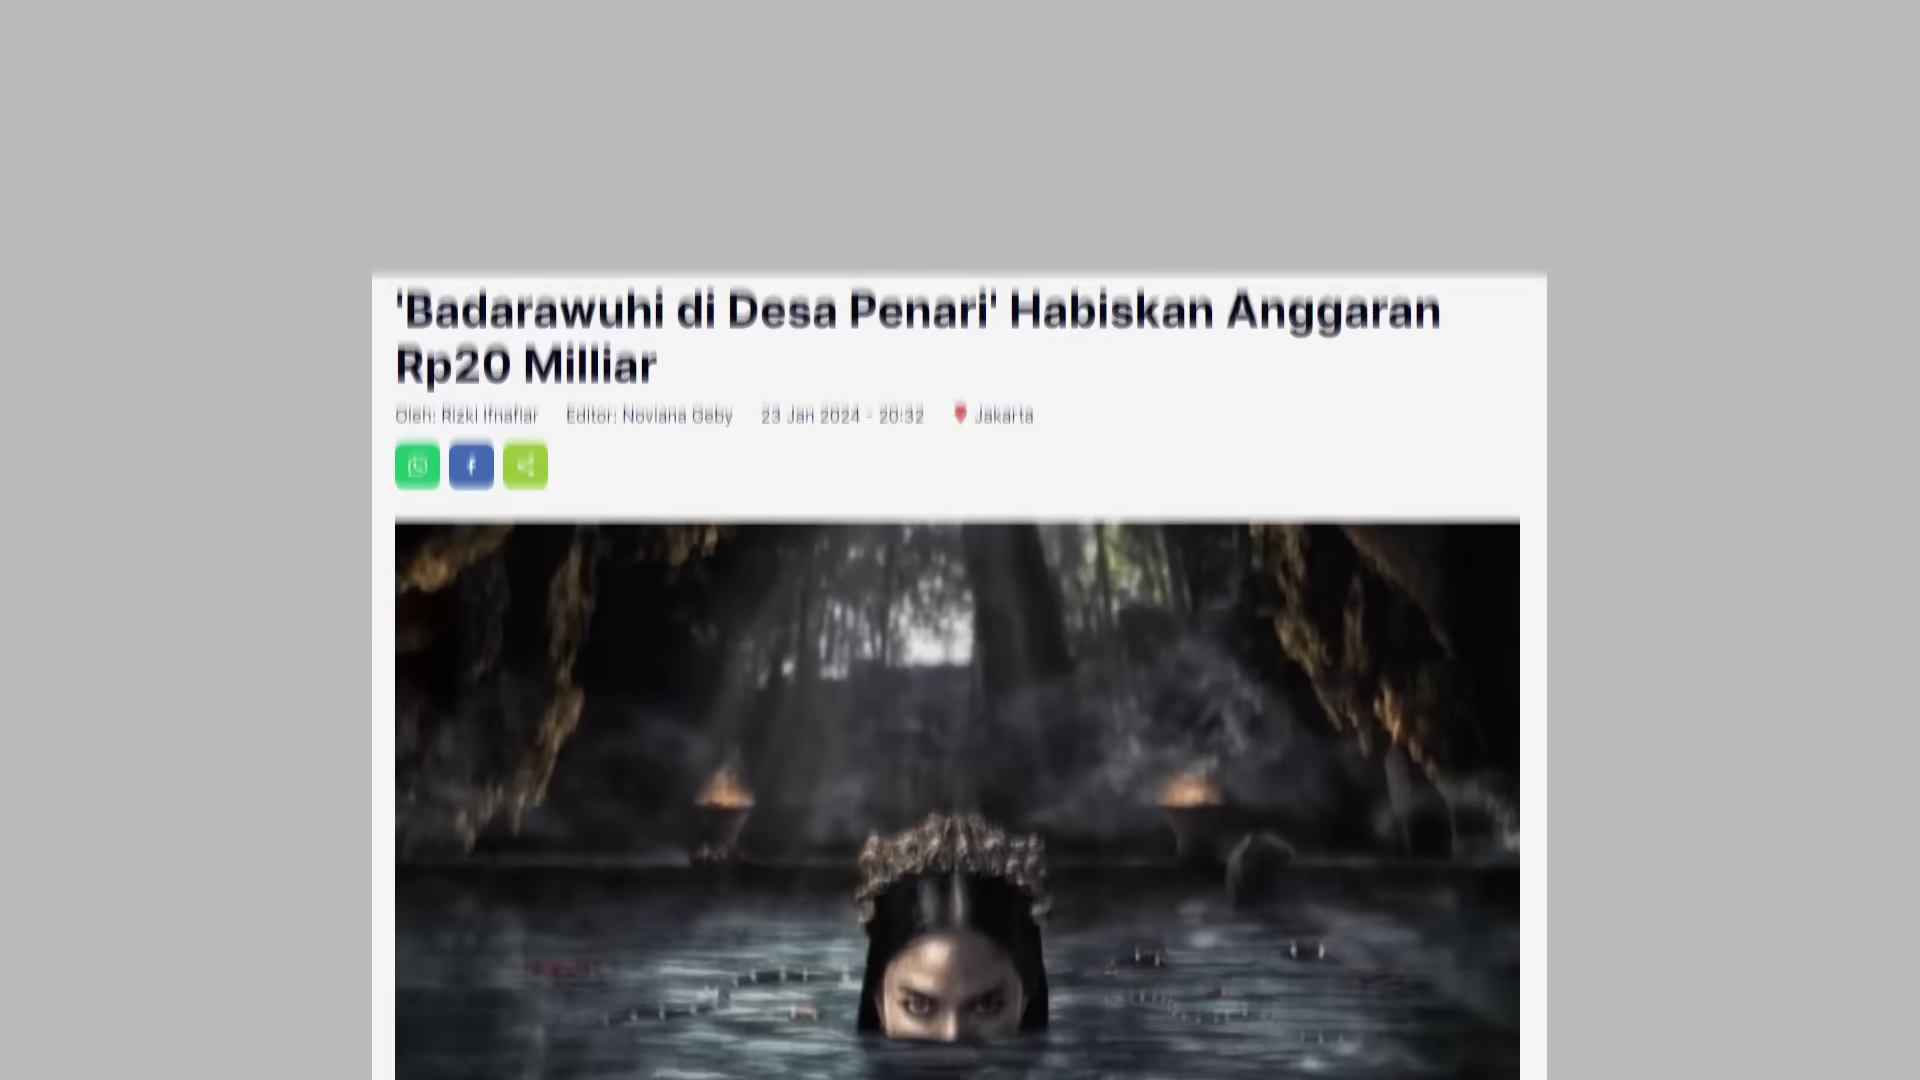 'Badarawuhi di Desa Penari' Habiskan Anggaran
Rp20 Milliar
Oleh: Rizki Ifnafiar Editor: Noviana Geby 23 Jan 2024 - 20:32 Jakarta